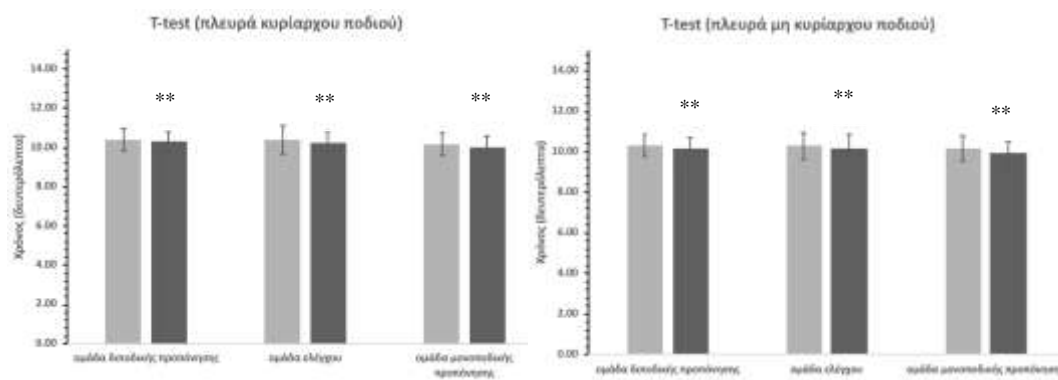 T-test (πλευρά κυρίαρχου ποδιού)
Χρόνος (δευτερόλεπτα)
14.00
12.00
10.00
8.00
6.00
4.00
2.00
0.00
**
**
**
ομάδα διποδικής προπόνησης
ομάδα ελέγχου
ομάδα μονοποδικής
προπόνησης
T-test (πλευρά μη κυρίαρχου ποδιού)
Χρόνος (δευτερόλεπτα)
14.00
12.00
10.00
8.00
6.00
4.00
2.00
0.00
**
**
**
ομάδα διποδικής προπόνησης
ομάδα ελέγχου
ομάδα μονοποδικής προπόνησης